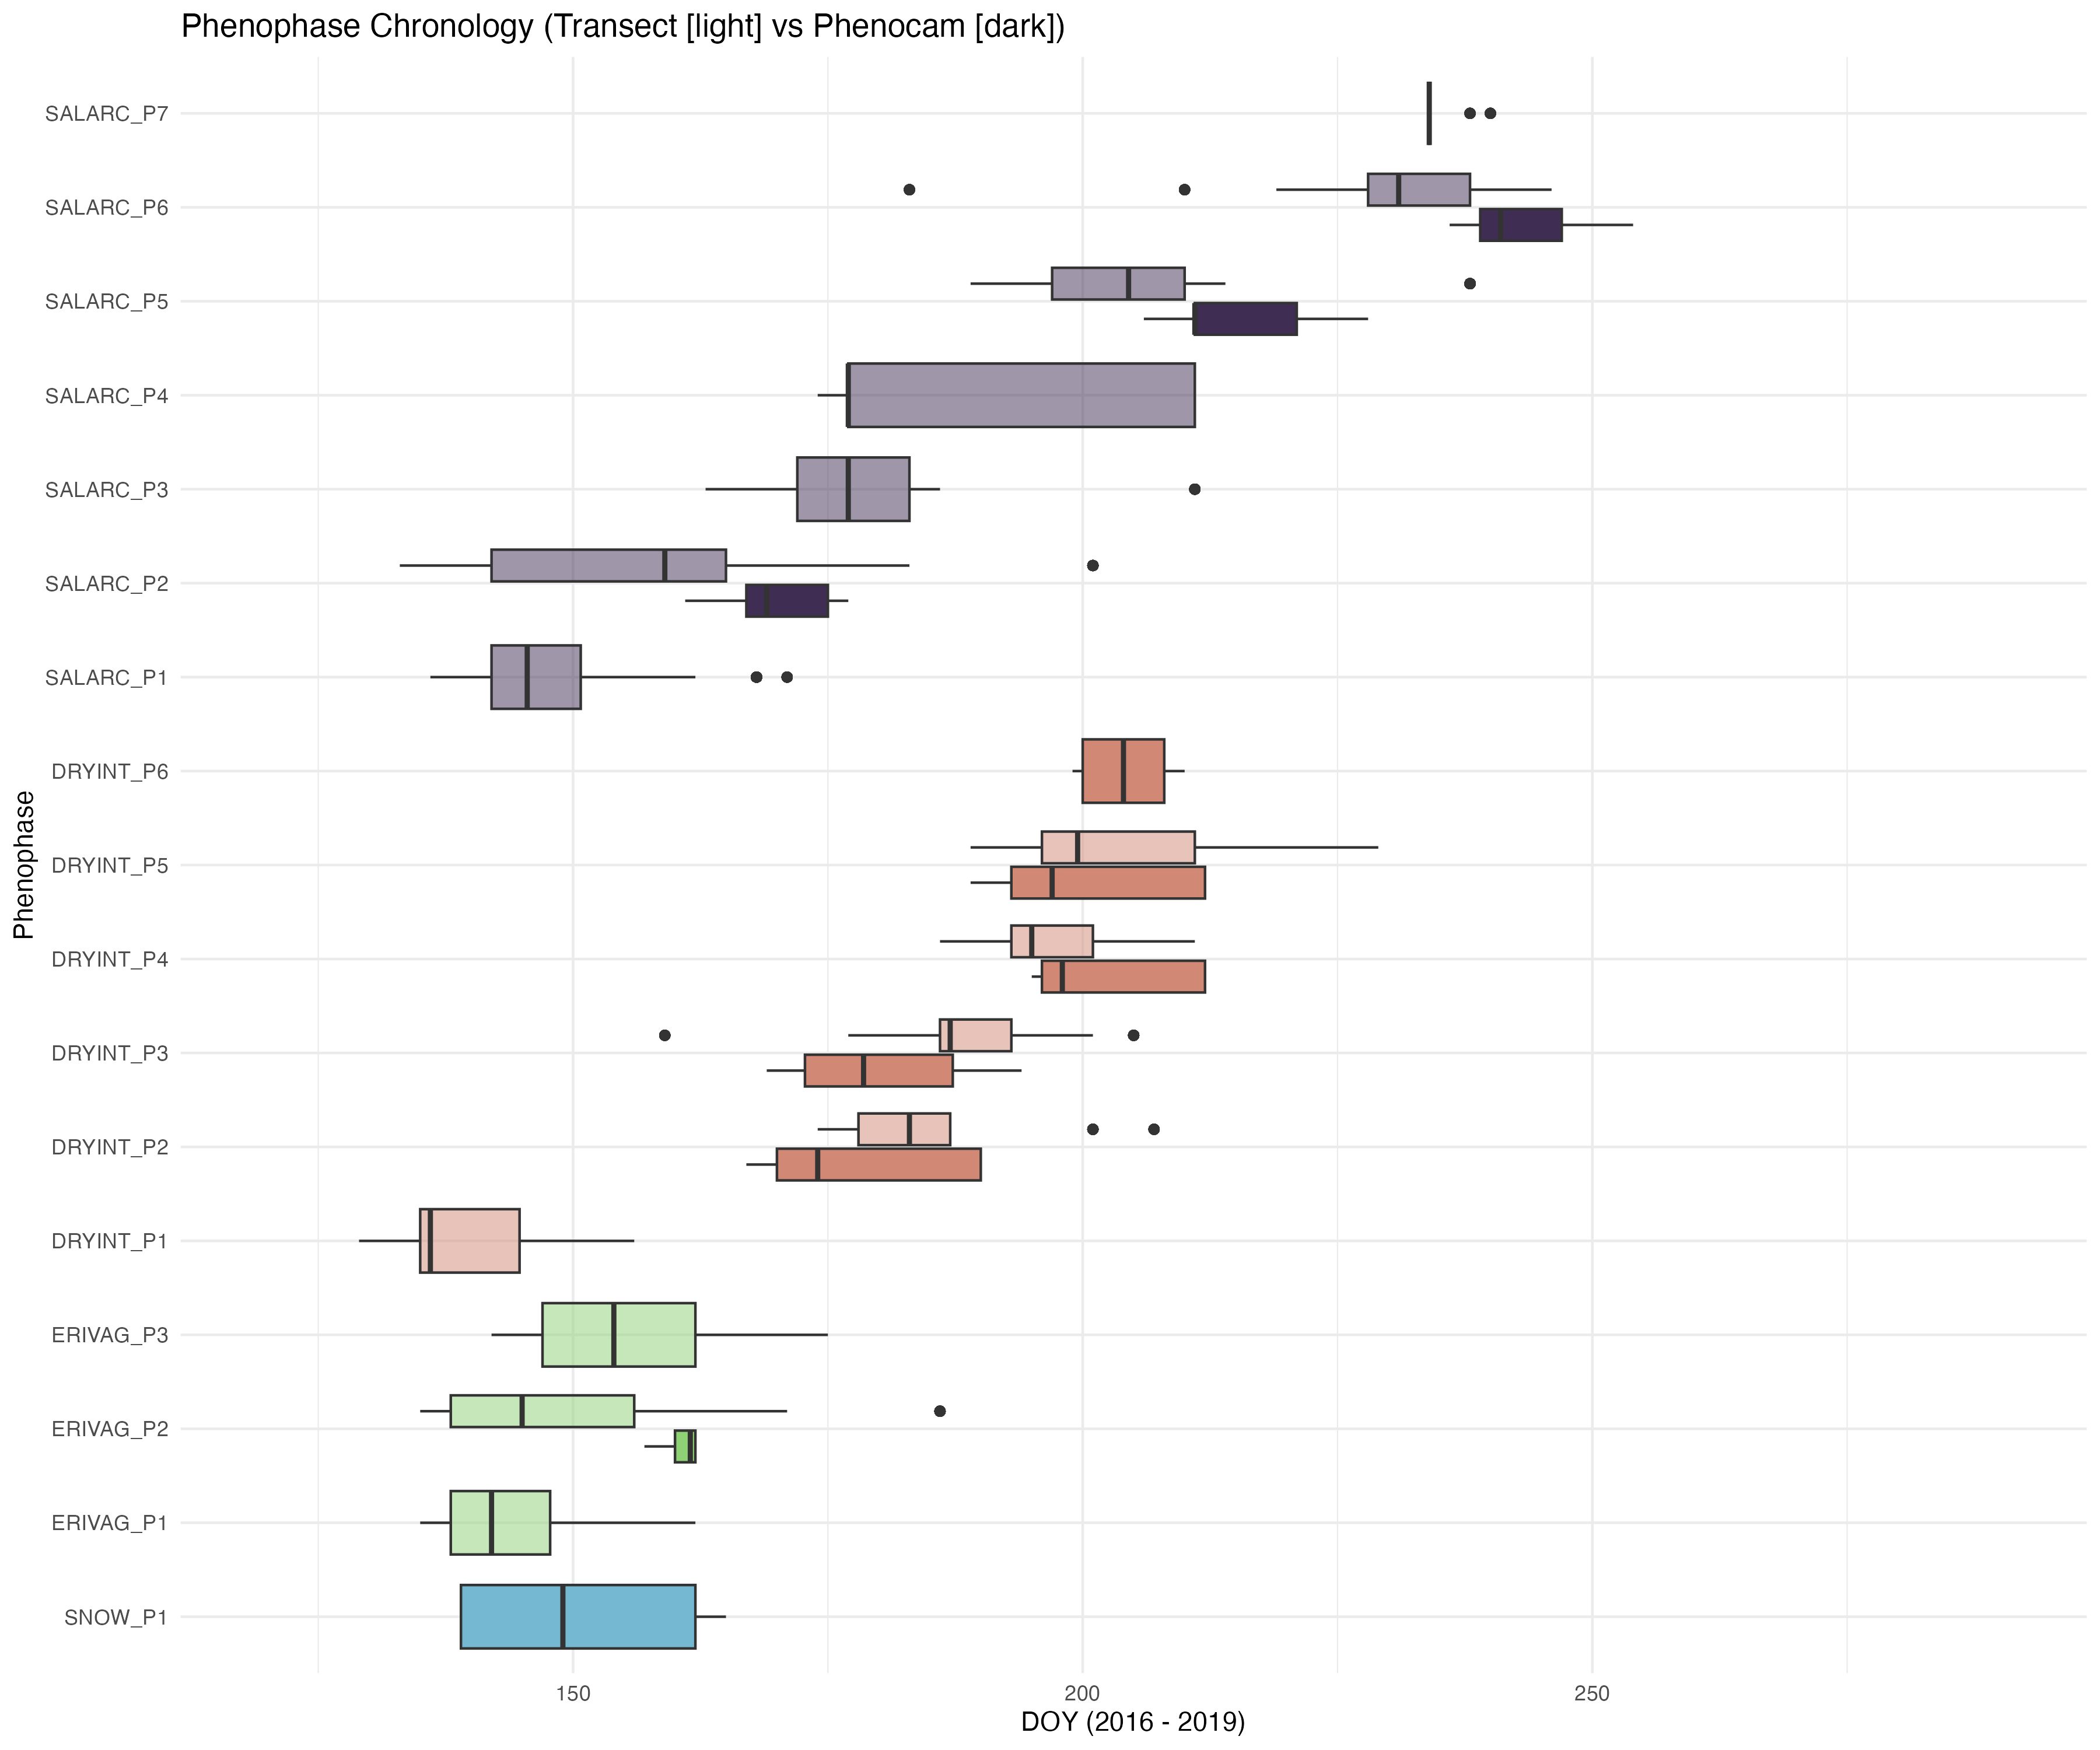 Phenophase Chronology (Transect [light] vs Phenocam [dark])
SALARC_P7
SALARC_P6
SALARC_P5
SALARC_P4
SALARC_P3
SALARC_P2
SALARC_P1
DRYINT_P6
DRYINT_P5
DRYINT_P4
DRYINT_P3
DRYINT_P2
DRYINT_P1
ERIVAG_P3
ERIVAG_P2
ERIVAG_P1
SNOW_P1
Phenophase
150 200 250
DOY (2016 - 2019)